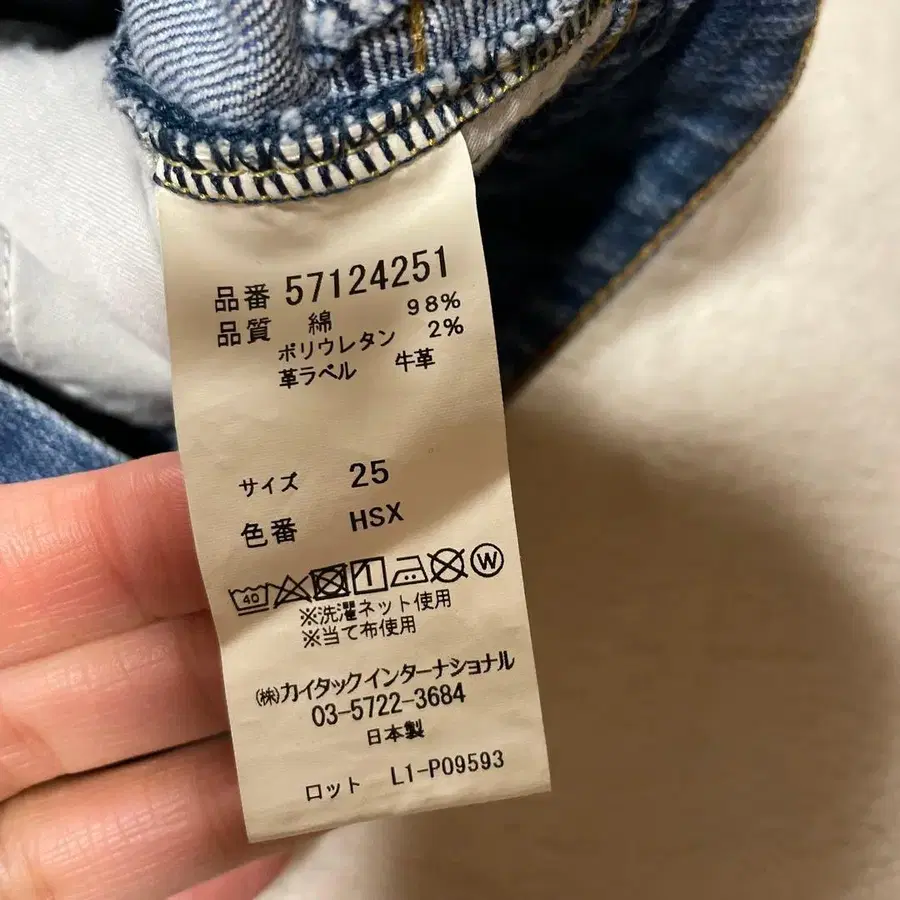 品番 57124251
品質 綿 98%
ポリウレタン 2%
革ラベル 牛革
サイズ 25
色番 HSX
40 W
※洗濯ネット使用
※当て布使用
㈱カイタックインターナショナル
03-5722-3684
日本製
ロット L1-P09593